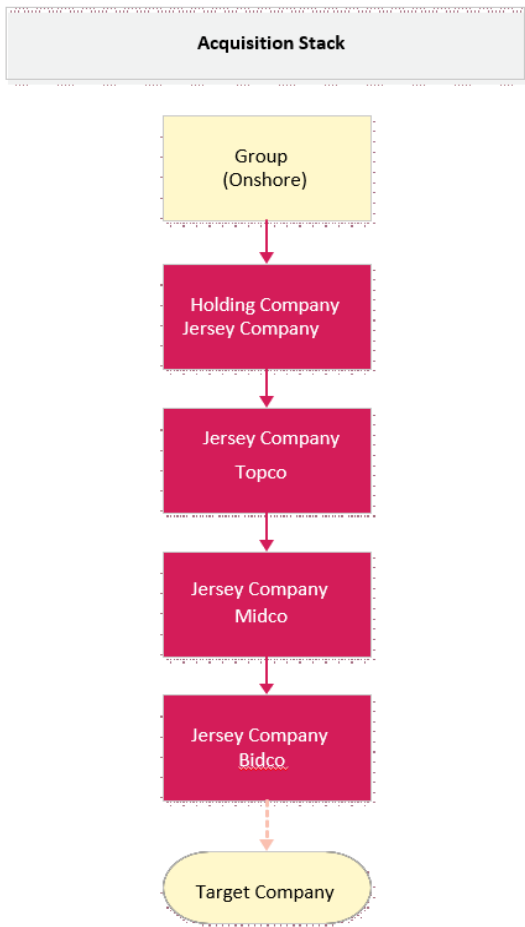 Acquisition Stack
Group
(Onshore)
Holding Company
Jersey Company
Jersey Company
Topco
Jersey Company
Midco
Jersey Company
Bidco
Target Company